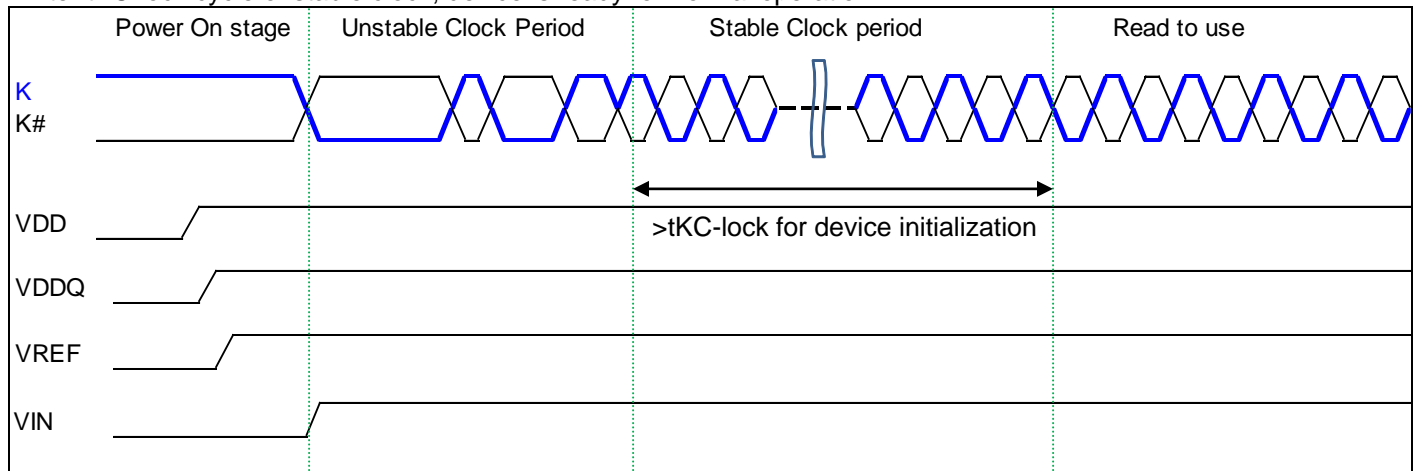 Power On stage Unstable Clock Period Stable Clock period Read to use
K
K#
VDD
>tKC-lock for device initialization
VDDQ
VREF
VIN